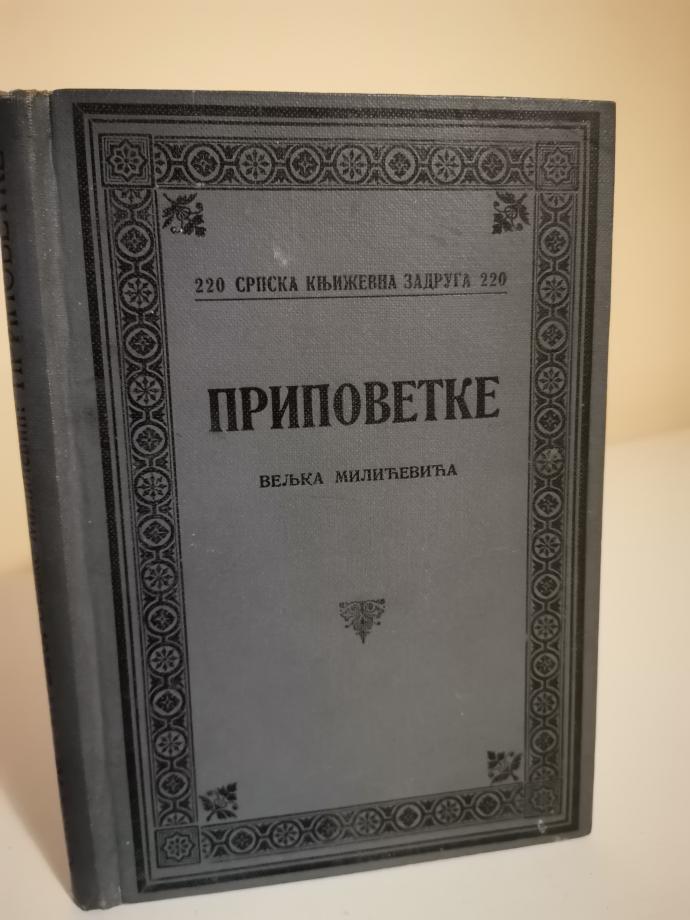 220 СРПСКА КЊИЖЕВНА ЗАДРУГА 220
ПРИПОВЕТКЕ
ВЕЉКА МИЛИЋЕВИЋА